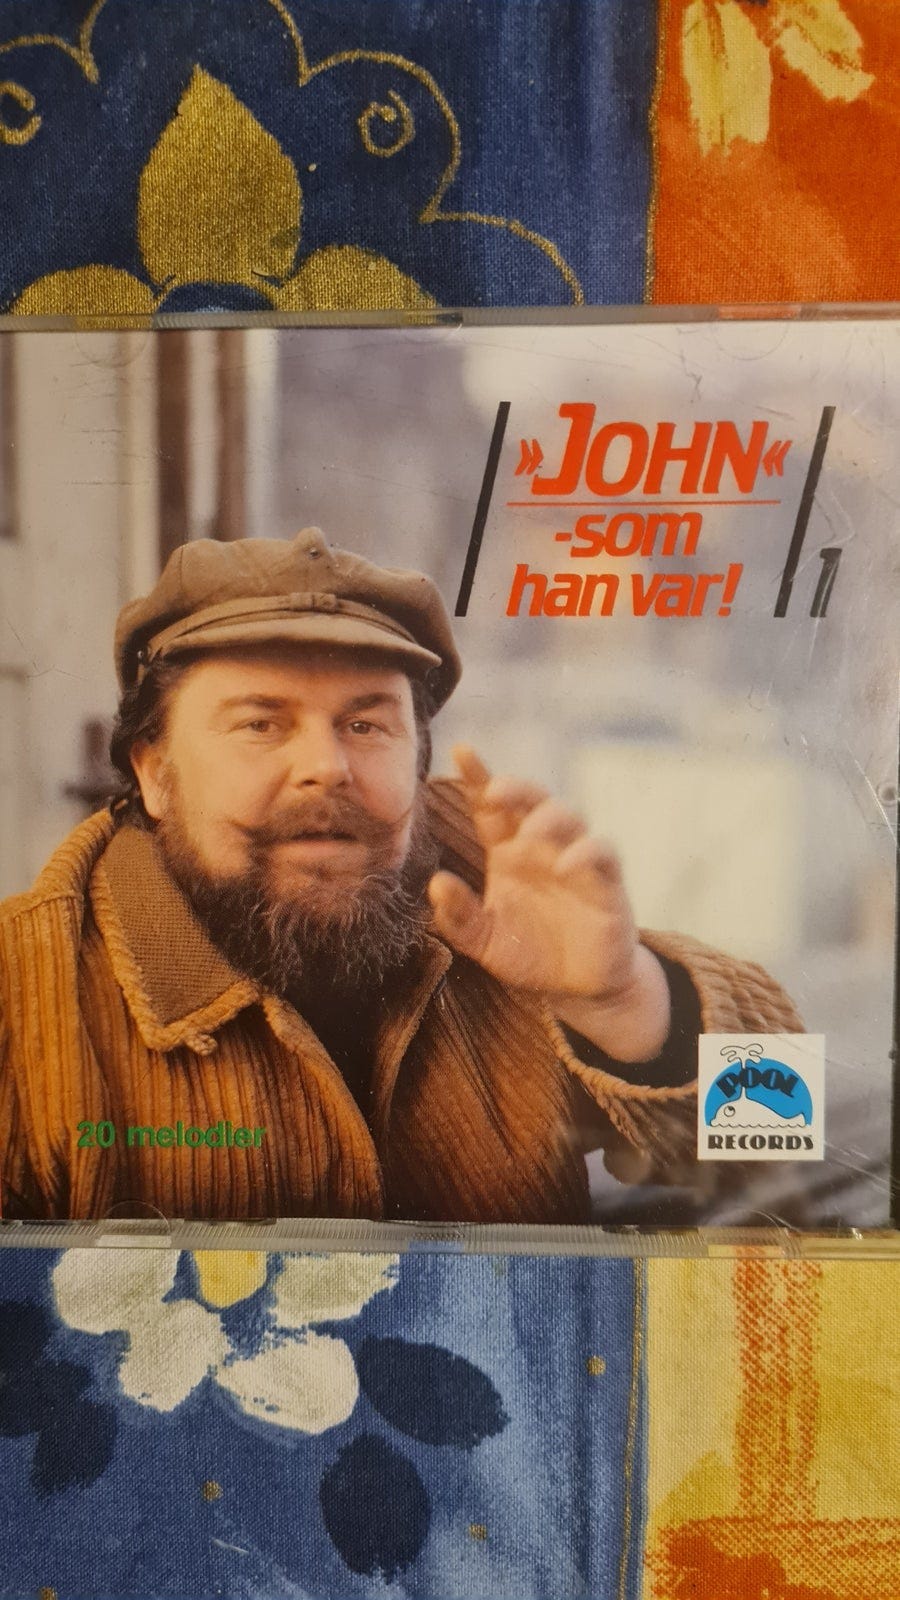 »JOHN«
-som
han var!
1
20 melodier
POOL
RECORDS